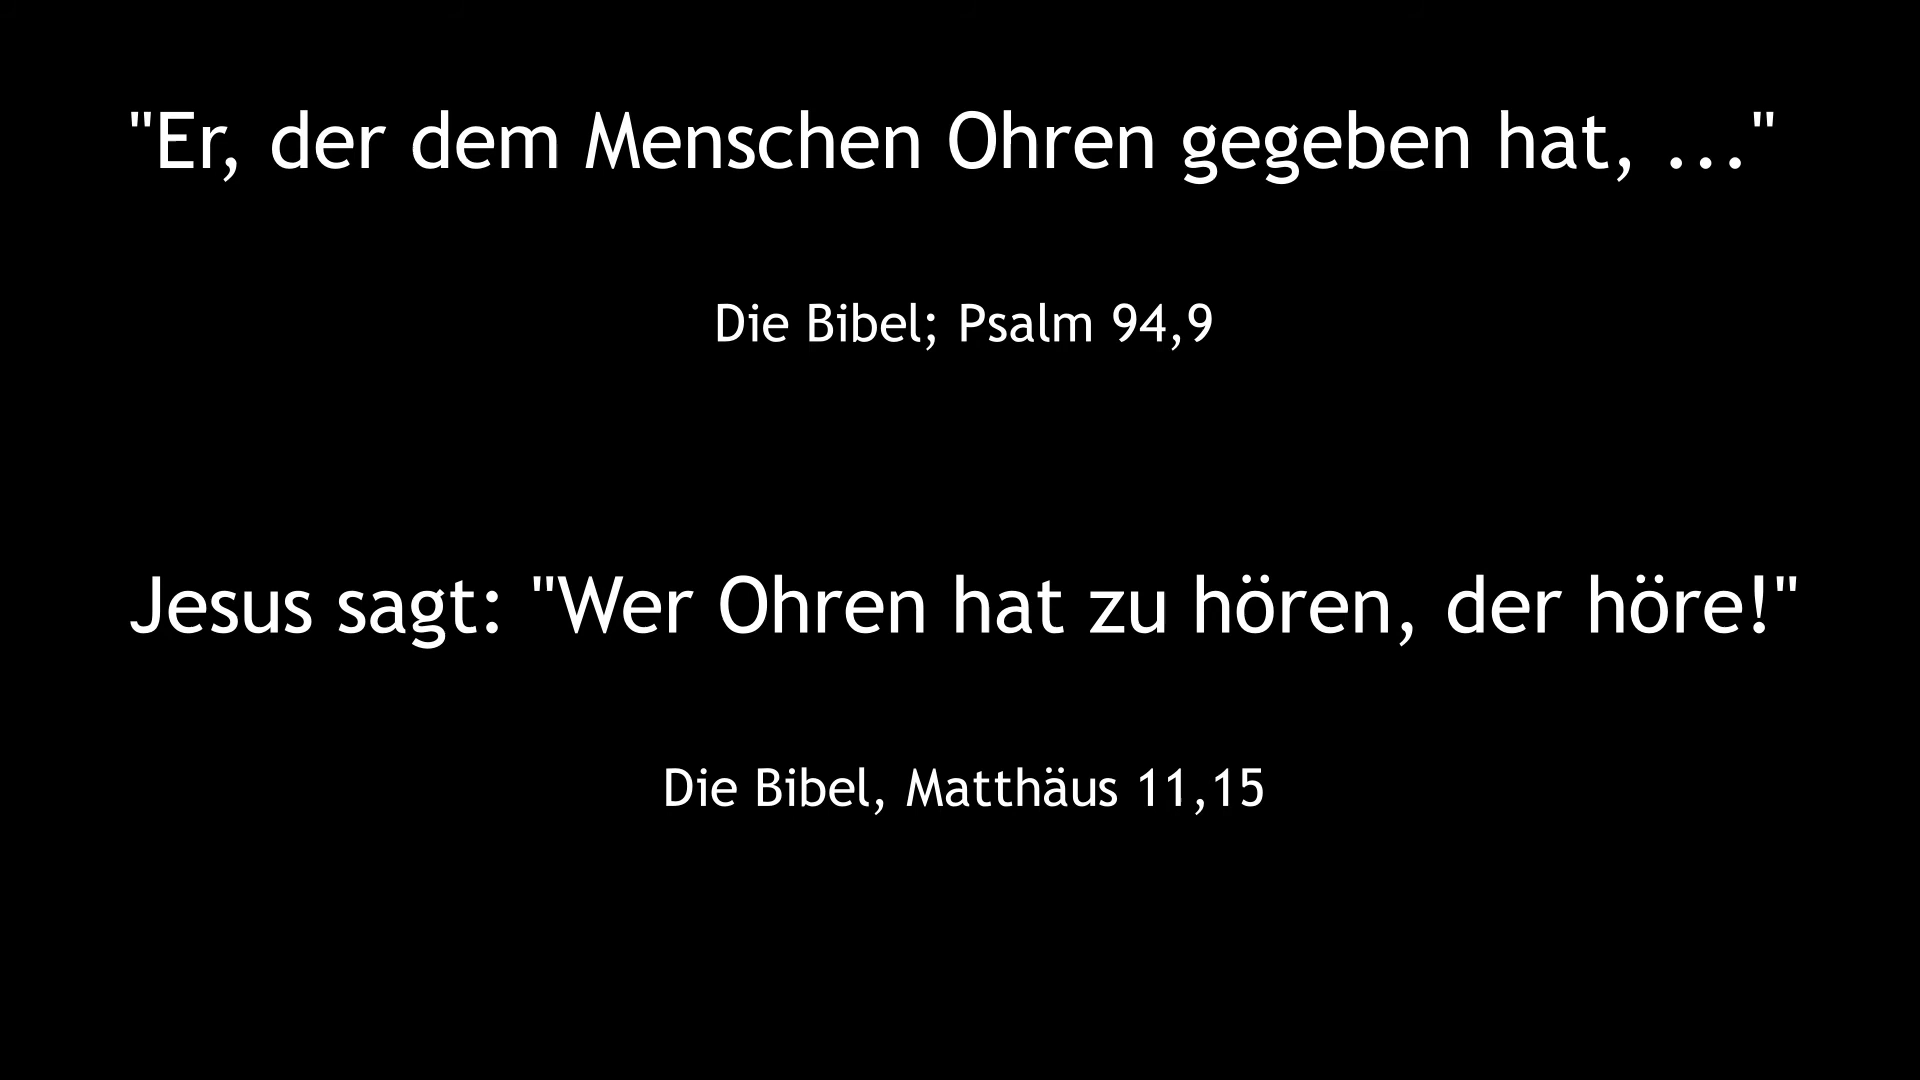 "Er, der dem Menschen Ohren gegeben hat, ..."
Die Bibel; Psalm 94,9
Jesus sagt: "Wer Ohren hat zu hören, der höre!"
Die Bibel, Matthäus 11,15